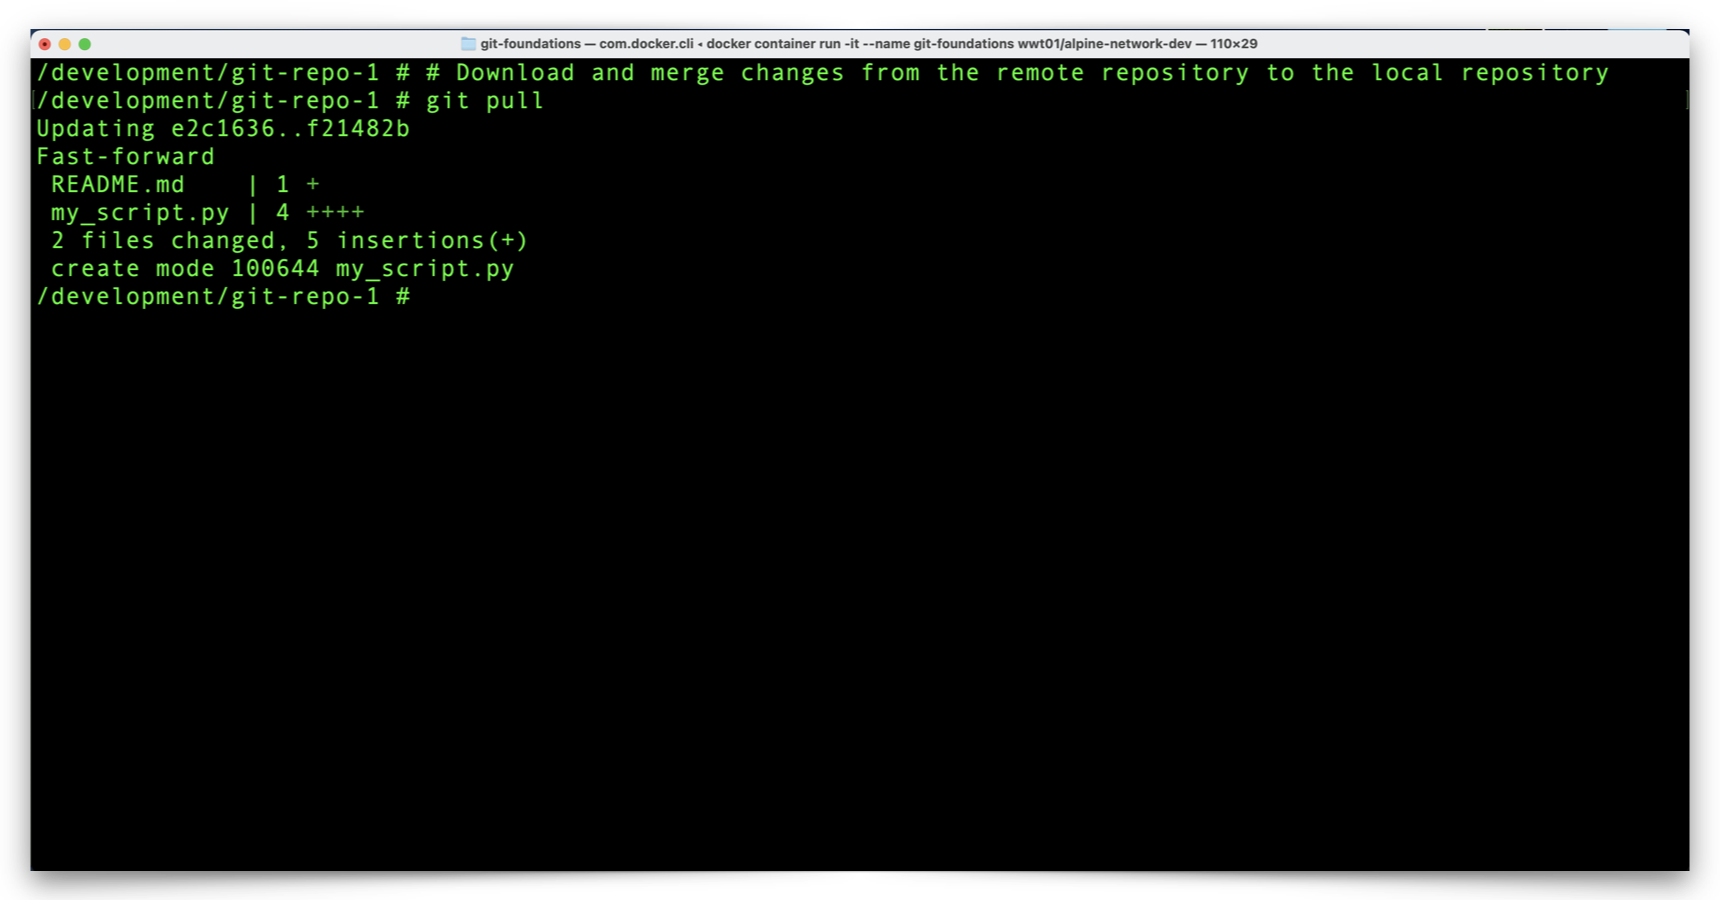 git-foundations — com.docker.cli ◂ docker container run -it --name git-foundations wwt01/alpine-network-dev — 110×29
/development/git-repo-1 # # Download and merge changes from the remote repository to the local repository
/development/git-repo-1 # git pull
Updating e2c1636..f21482b
Fast-forward
 README.md    | 1 +
 my_script.py | 4 ++++
 2 files changed, 5 insertions(+)
 create mode 100644 my_script.py
/development/git-repo-1 #